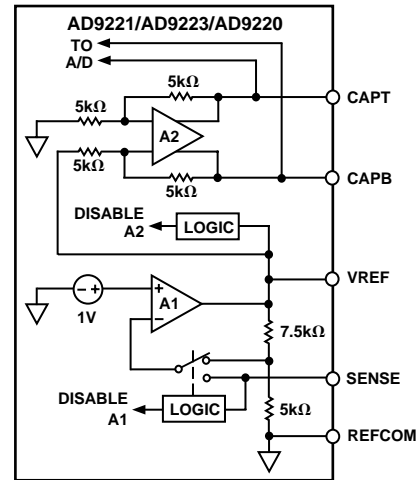 AD9221/AD9223/AD9220
TO
A/D
5kΩ
5kΩ
CAPT
A2
5kΩ
5kΩ
CAPB
DISABLE
A2
LOGIC
VREF
1V
A1
7.5kΩ
SENSE
DISABLE
A1
LOGIC
5kΩ
REFCOM